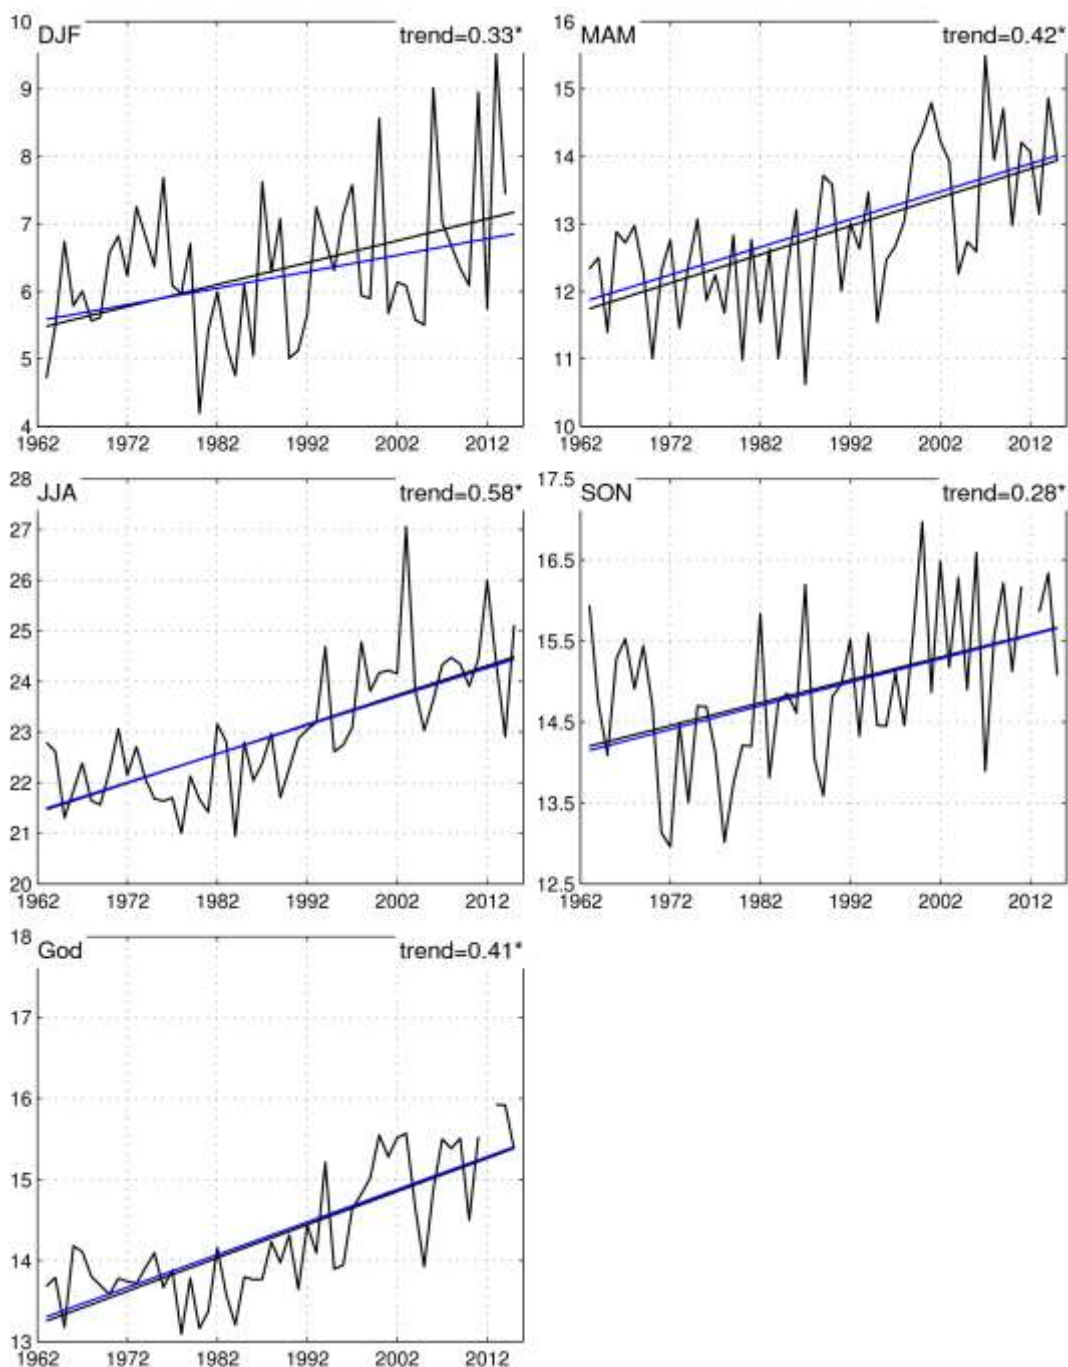 10
DJF
trend=0.33*
9
8
7
6
5
4
1962 1972 1982 1992 2002 2012
16
MAM
trend=0.42*
15
14
13
12
11
10
1962 1972 1982 1992 2002 2012
28
JJA
trend=0.58*
27
26
25
24
23
22
21
20
1962 1972 1982 1992 2002 2012
17.5
SON
trend=0.28*
16.5
15.5
14.5
13.5
12.5
1962 1972 1982 1992 2002 2012
18
God
trend=0.41*
17
16
15
14
13
1962 1972 1982 1992 2002 2012